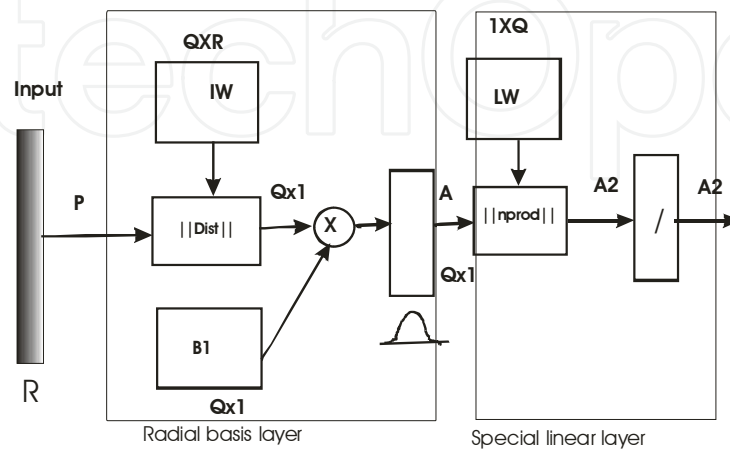 techopen
QXR
1XQ
Input
IW
LW
P
Qx1
A
A2
A2
||Dist||
X
||nprod||
/
Qx1
B1
R
Qx1
Radial basis layer
Special linear layer